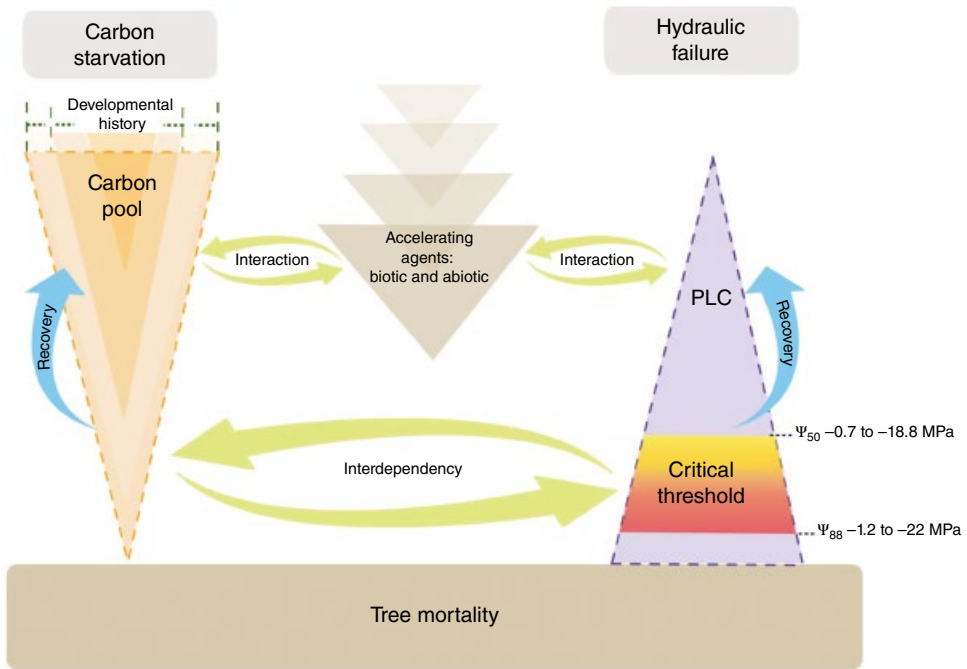 Carbon
starvation
Hydraulic
failure
Developmental
history
Carbon
pool
Accelerating
agents:
biotic and abiotic
Interaction
Interaction
PLC
Recovery
Recovery
Ψ50 –0.7 to –18.8 MPa
Interdependency
Critical
threshold
Ψ88 –1.2 to –22 MPa
Tree mortality